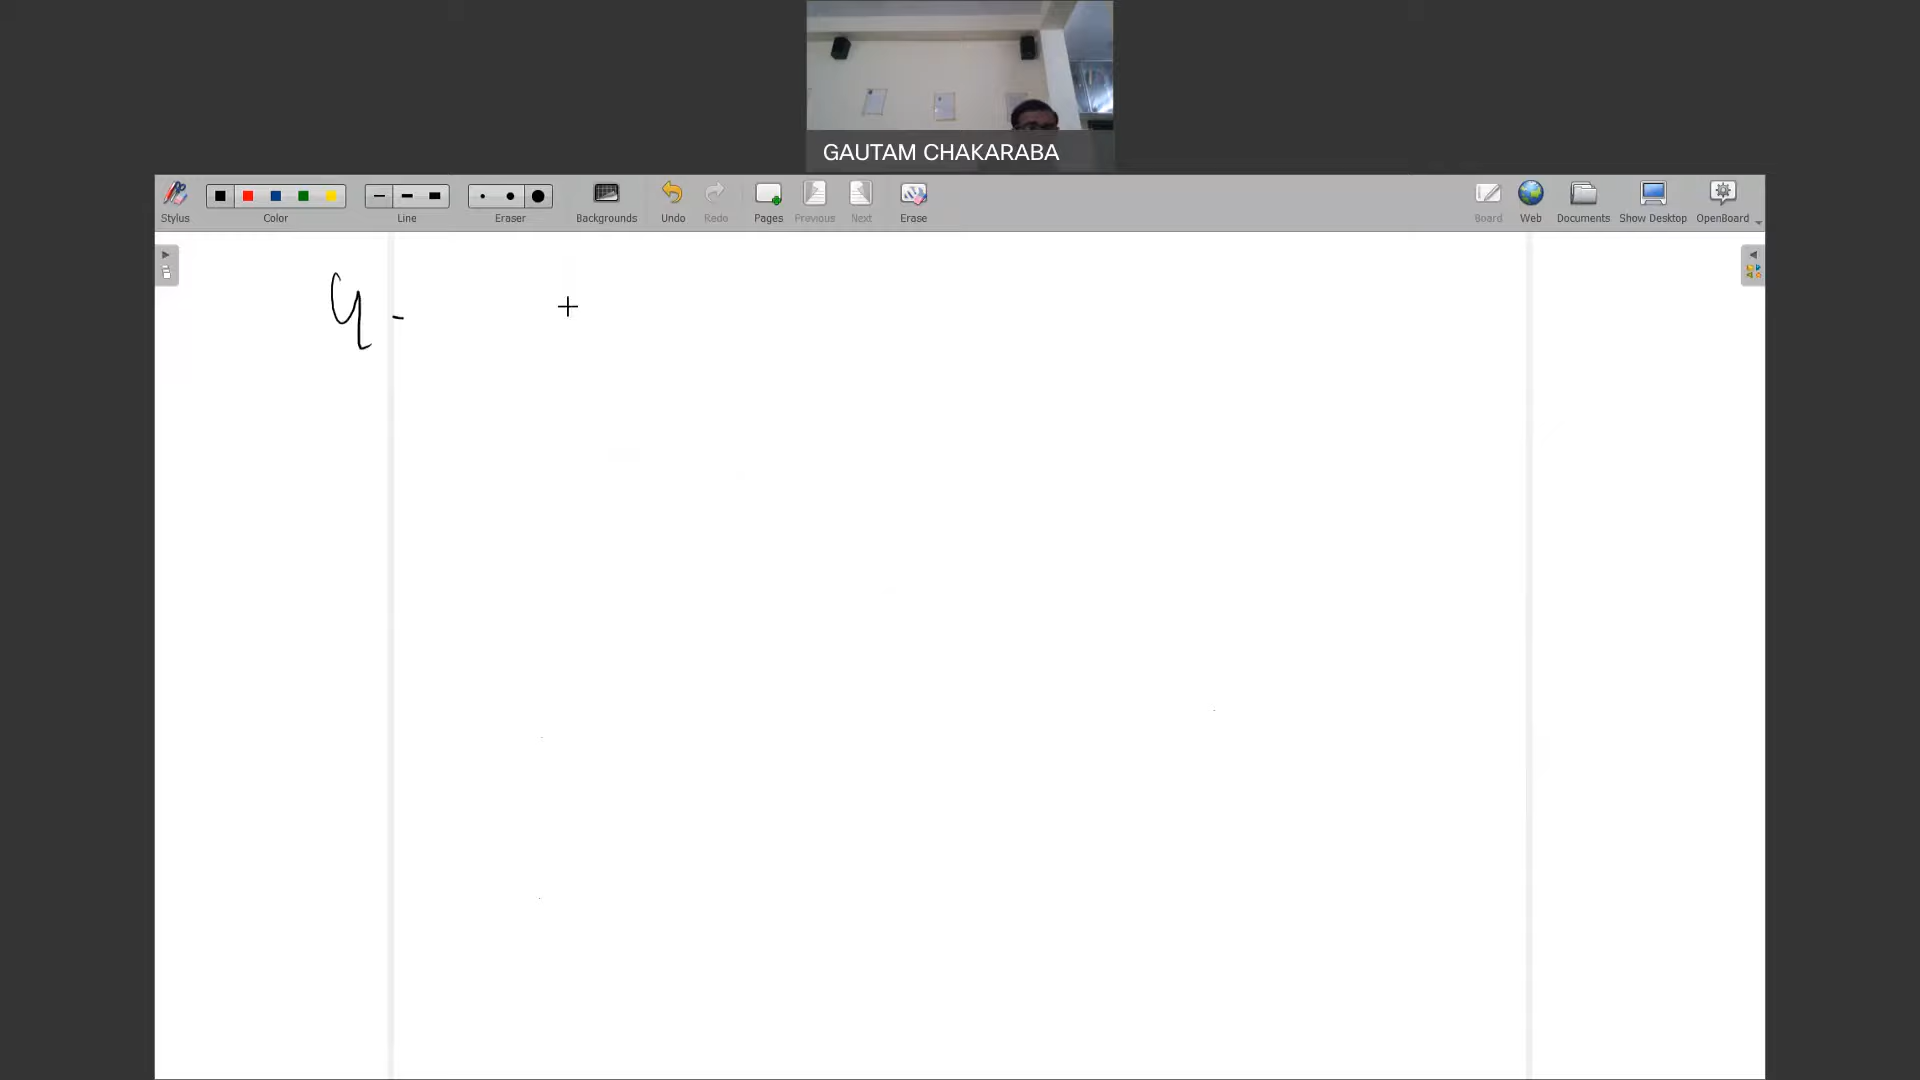 GAUTAM CHAKARABA
Stylus Color Line Eraser Backgrounds Undo Redo Pages Previous Next Erase Board Web Documents Show Desktop OpenBoard